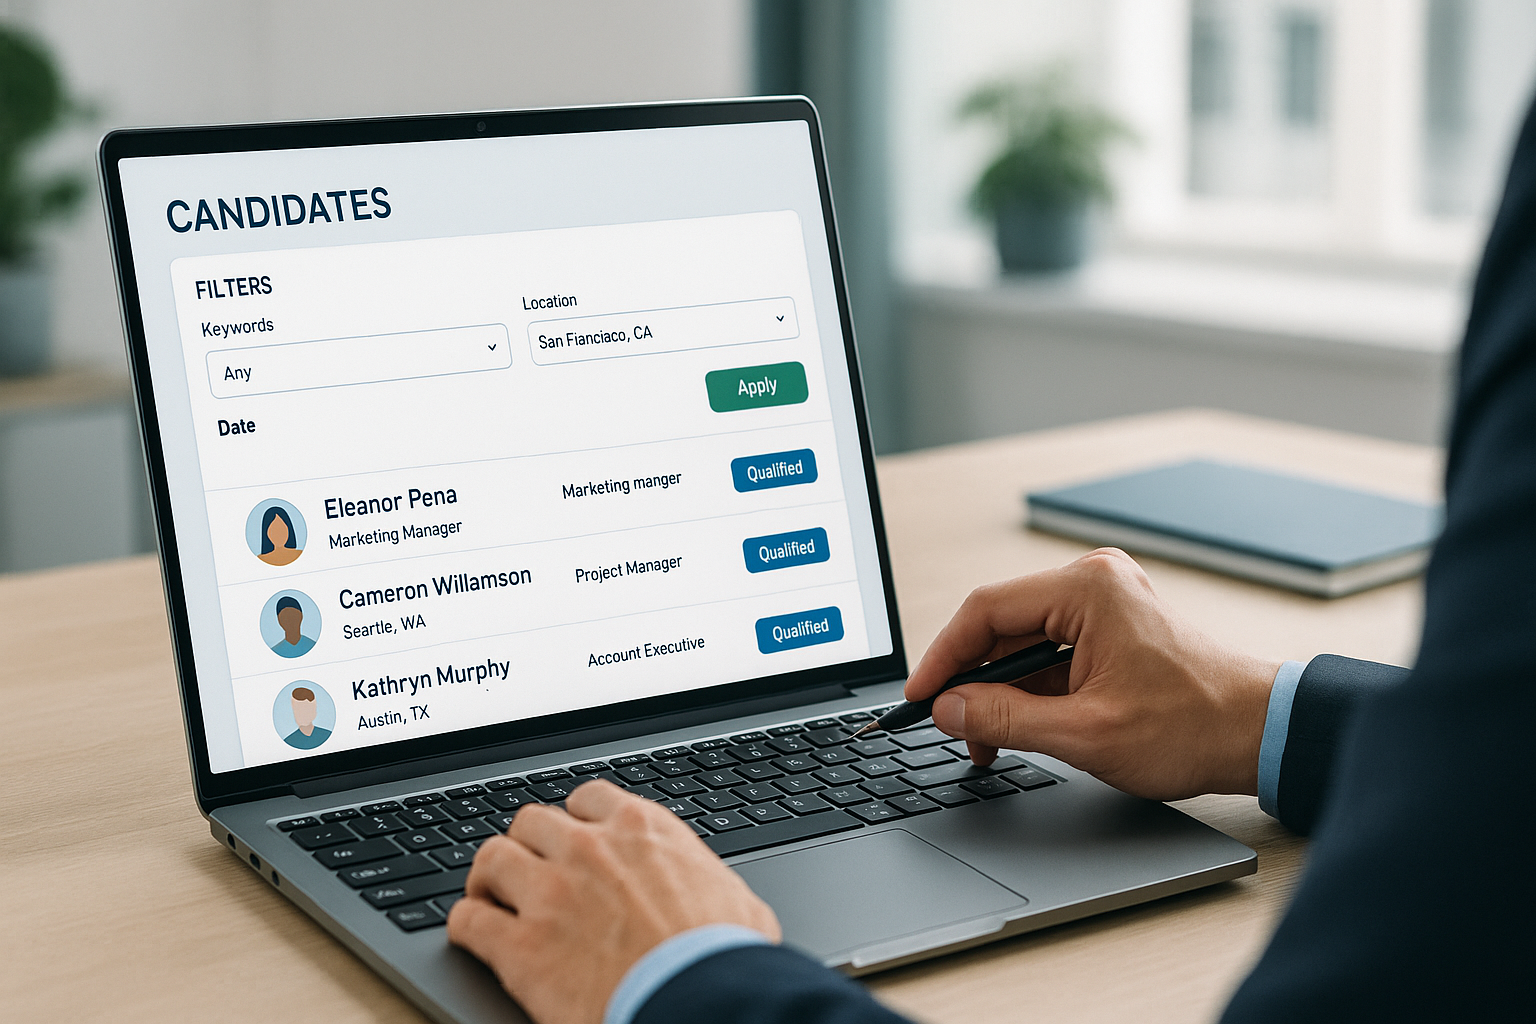 CANDIDATES
FILTERS
Keywords
Location
Any
San Fianciaco, CA
Apply
Date
Eleanor Pena
Marketing Manager
Marketing manger
Qualified
Cameron Willamson
Seartle, WA
Project Manager
Qualified
Kathryn Murphy
Austin, TX
Account Executive
Qualified